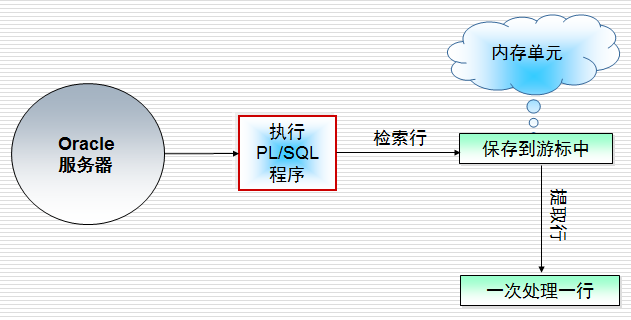 内存单元
Oracle
服务器
执行
PL/SQL
程序
检索行
保存到游标中
提取行
一次处理一行